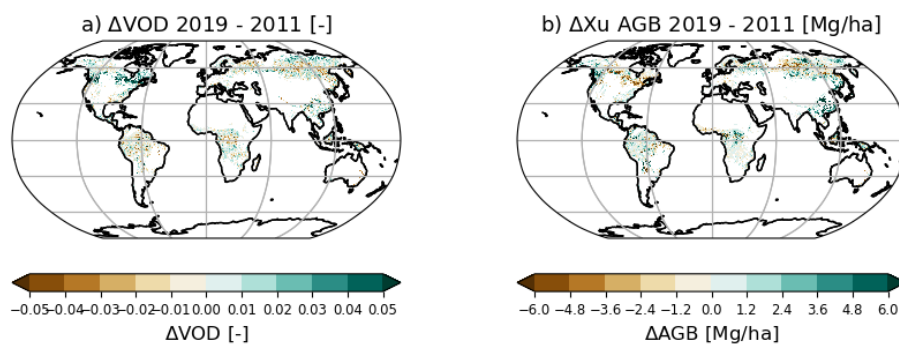 a) ΔVOD 2019 - 2011 [-]
b) ΔXu AGB 2019 - 2011 [Mg/ha]
−0.05 −0.04 −0.03 −0.02 −0.01 0.00 0.01 0.02 0.03 0.04 0.05
−6.0 −4.8 −3.6 −2.4 −1.2 0.0 1.2 2.4 3.6 4.8 6.0
ΔVOD [-]
ΔAGB [Mg/ha]